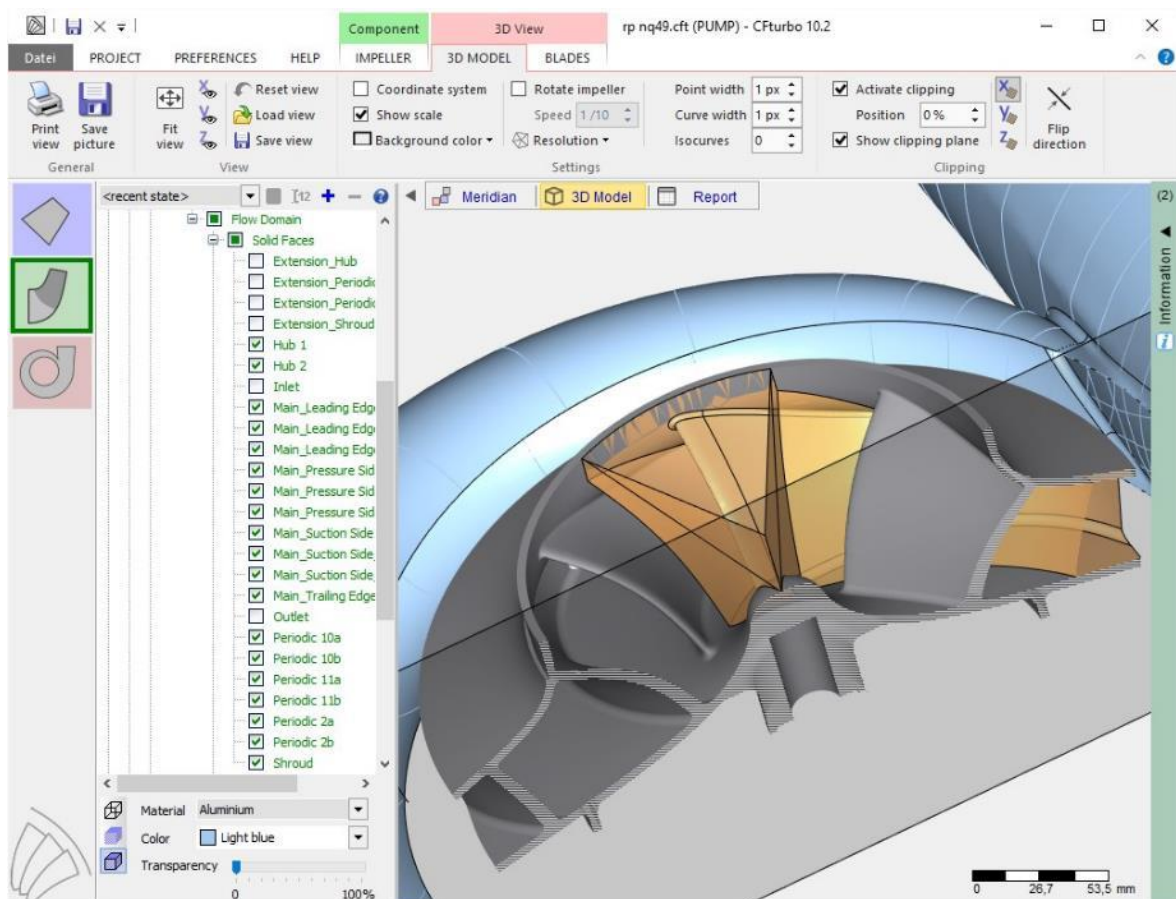 Component
3D View
rp nq49.cft (PUMP) - CFturbo 10.2
Datei
PROJECT
PREFERENCES
HELP
IMPELLER
3D MODEL
BLADES
Print view
Save picture
General
Fit view
X
Y
Z
Reset view
Load view
Save view
View
Coordinate system
Show scale
Background color
Rotate impeller
Speed 1 /10
Resolution
Point width 1 px
Curve width 1 px
Isocurves 0
Settings
Activate clipping
Position 0 %
Show clipping plane
X
Y
Z
Flip direction
Clipping
<recent state>
12
Meridian
3D Model
Report
(2)
Information
Flow Domain
Solid Faces
Extension_Hub
Extension_Periodic
Extension_Periodic
Extension_Shroud
Hub 1
Hub 2
Inlet
Main_Leading Edge
Main_Leading Edge
Main_Leading Edge
Main_Pressure Sid
Main_Pressure Sid
Main_Pressure Sid
Main_Suction Side
Main_Suction Side_
Main_Suction Side_
Main_Trailing Edge
Outlet
Periodic 10a
Periodic 10b
Periodic 11a
Periodic 11b
Periodic 2a
Periodic 2b
Shroud
Material Aluminium
Color Light blue
Transparency
0 100%
0 26,7 53,5 mm